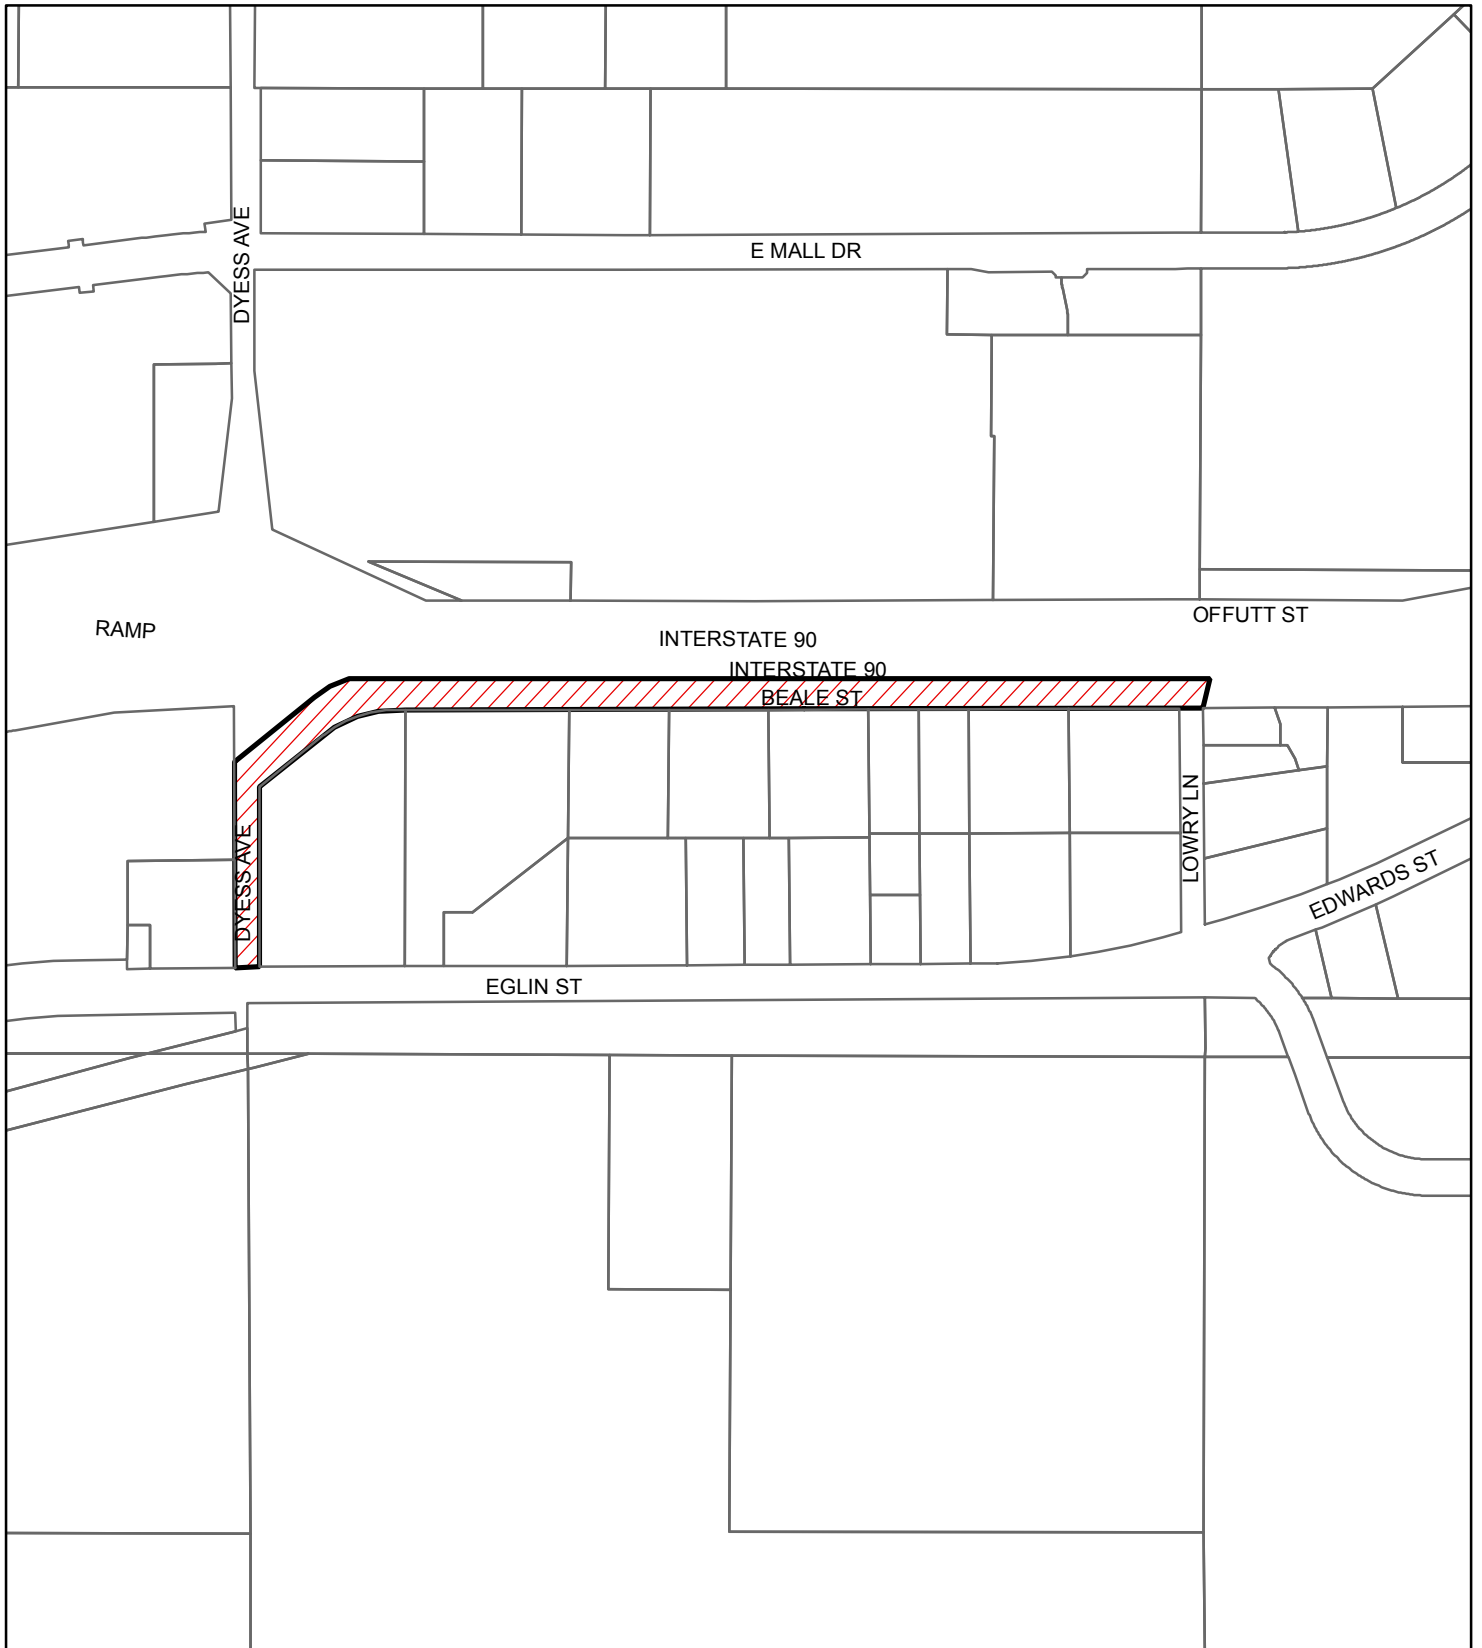 DYESS AVE
E MALL DR
OFFUTT ST
RAMP
INTERSTATE 90
INTERSTATE 90
BEALE ST
LOWRY LN
DYESS AVE
EDWARDS ST
EGLIN ST